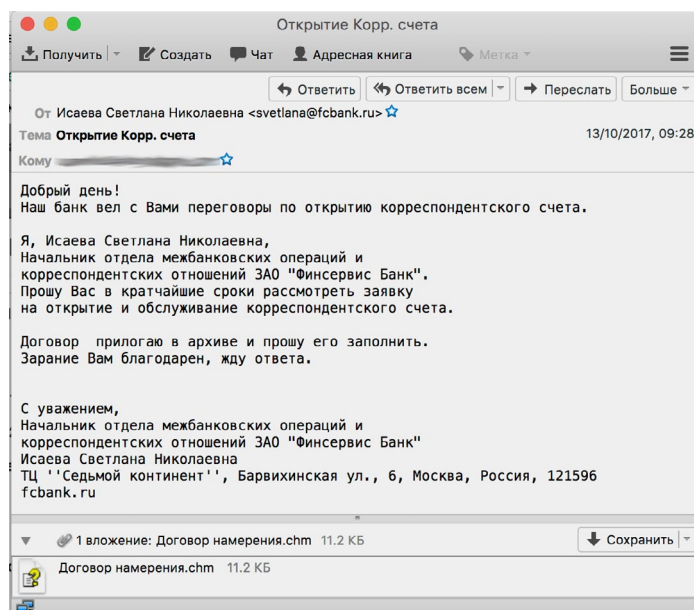 Открытие Корр. счета
Получить Создать Чат Адресная книга Метка
Ответить Ответить всем Переслать Больше
От Исаева Светлана Николаевна <svetlana@fcbank.ru>
Тема Открытие Корр. счета 13/10/2017, 09:28
Кому
Добрый день!
Наш банк вел с Вами переговоры по открытию корреспондентского счета.
Я, Исаева Светлана Николаевна,
Начальник отдела межбанковских операций и
корреспондентских отношений ЗАО "Финсервис Банк".
Прошу Вас в кратчайшие сроки рассмотреть заявку
на открытие и обслуживание корреспондентского счета.
Договор  прилогаю в архиве и прошу его заполнить.
Зарание Вам благодарен, жду ответа.
С уважением,
Начальник отдела межбанковских операций и
корреспондентских отношений ЗАО "Финсервис Банк"
Исаева Светлана Николаевна
ТЦ ''Седьмой континент'', Барвихинская ул., 6, Москва, Россия, 121596
fcbank.ru
1 вложение: Договор намерения.chm 11.2 КБ Сохранить
Договор намерения.chm 11.2 КБ